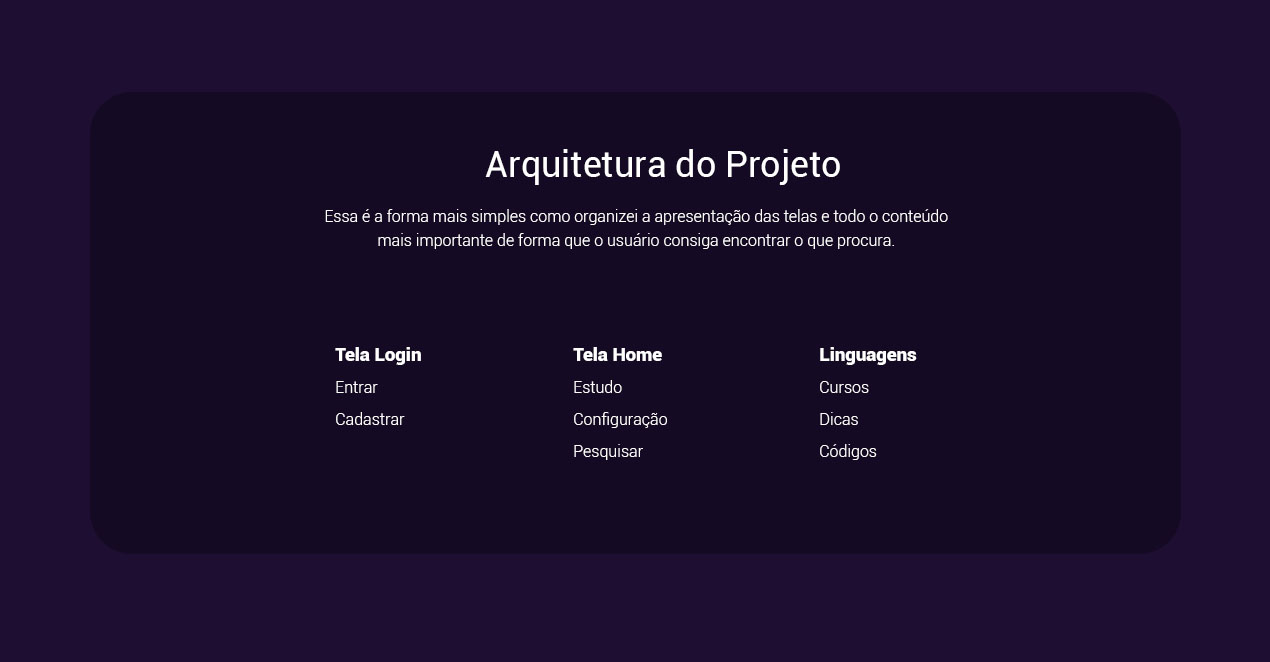 Arquitetura do Projeto
Essa é a forma mais simples como organizei a apresentação das telas e todo o conteúdo
mais importante de forma que o usuário consiga encontrar o que procura.
Tela Login
Entrar
Cadastrar
Tela Home
Estudo
Configuração
Pesquisar
Linguagens
Cursos
Dicas
Códigos